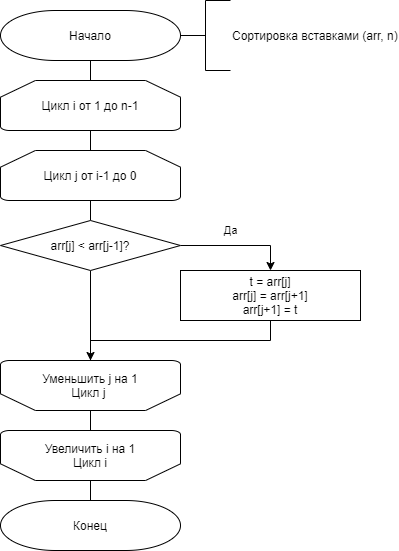 Начало
Сортировка вставками (arr, n)
Цикл i от 1 до n-1
Цикл j от i-1 до 0
arr[j] < arr[j-1]?
Да
t = arr[j]
arr[j] = arr[j+1]
arr[j+1] = t
Уменьшить j на 1
Цикл j
Увеличить i на 1
Цикл i
Конец